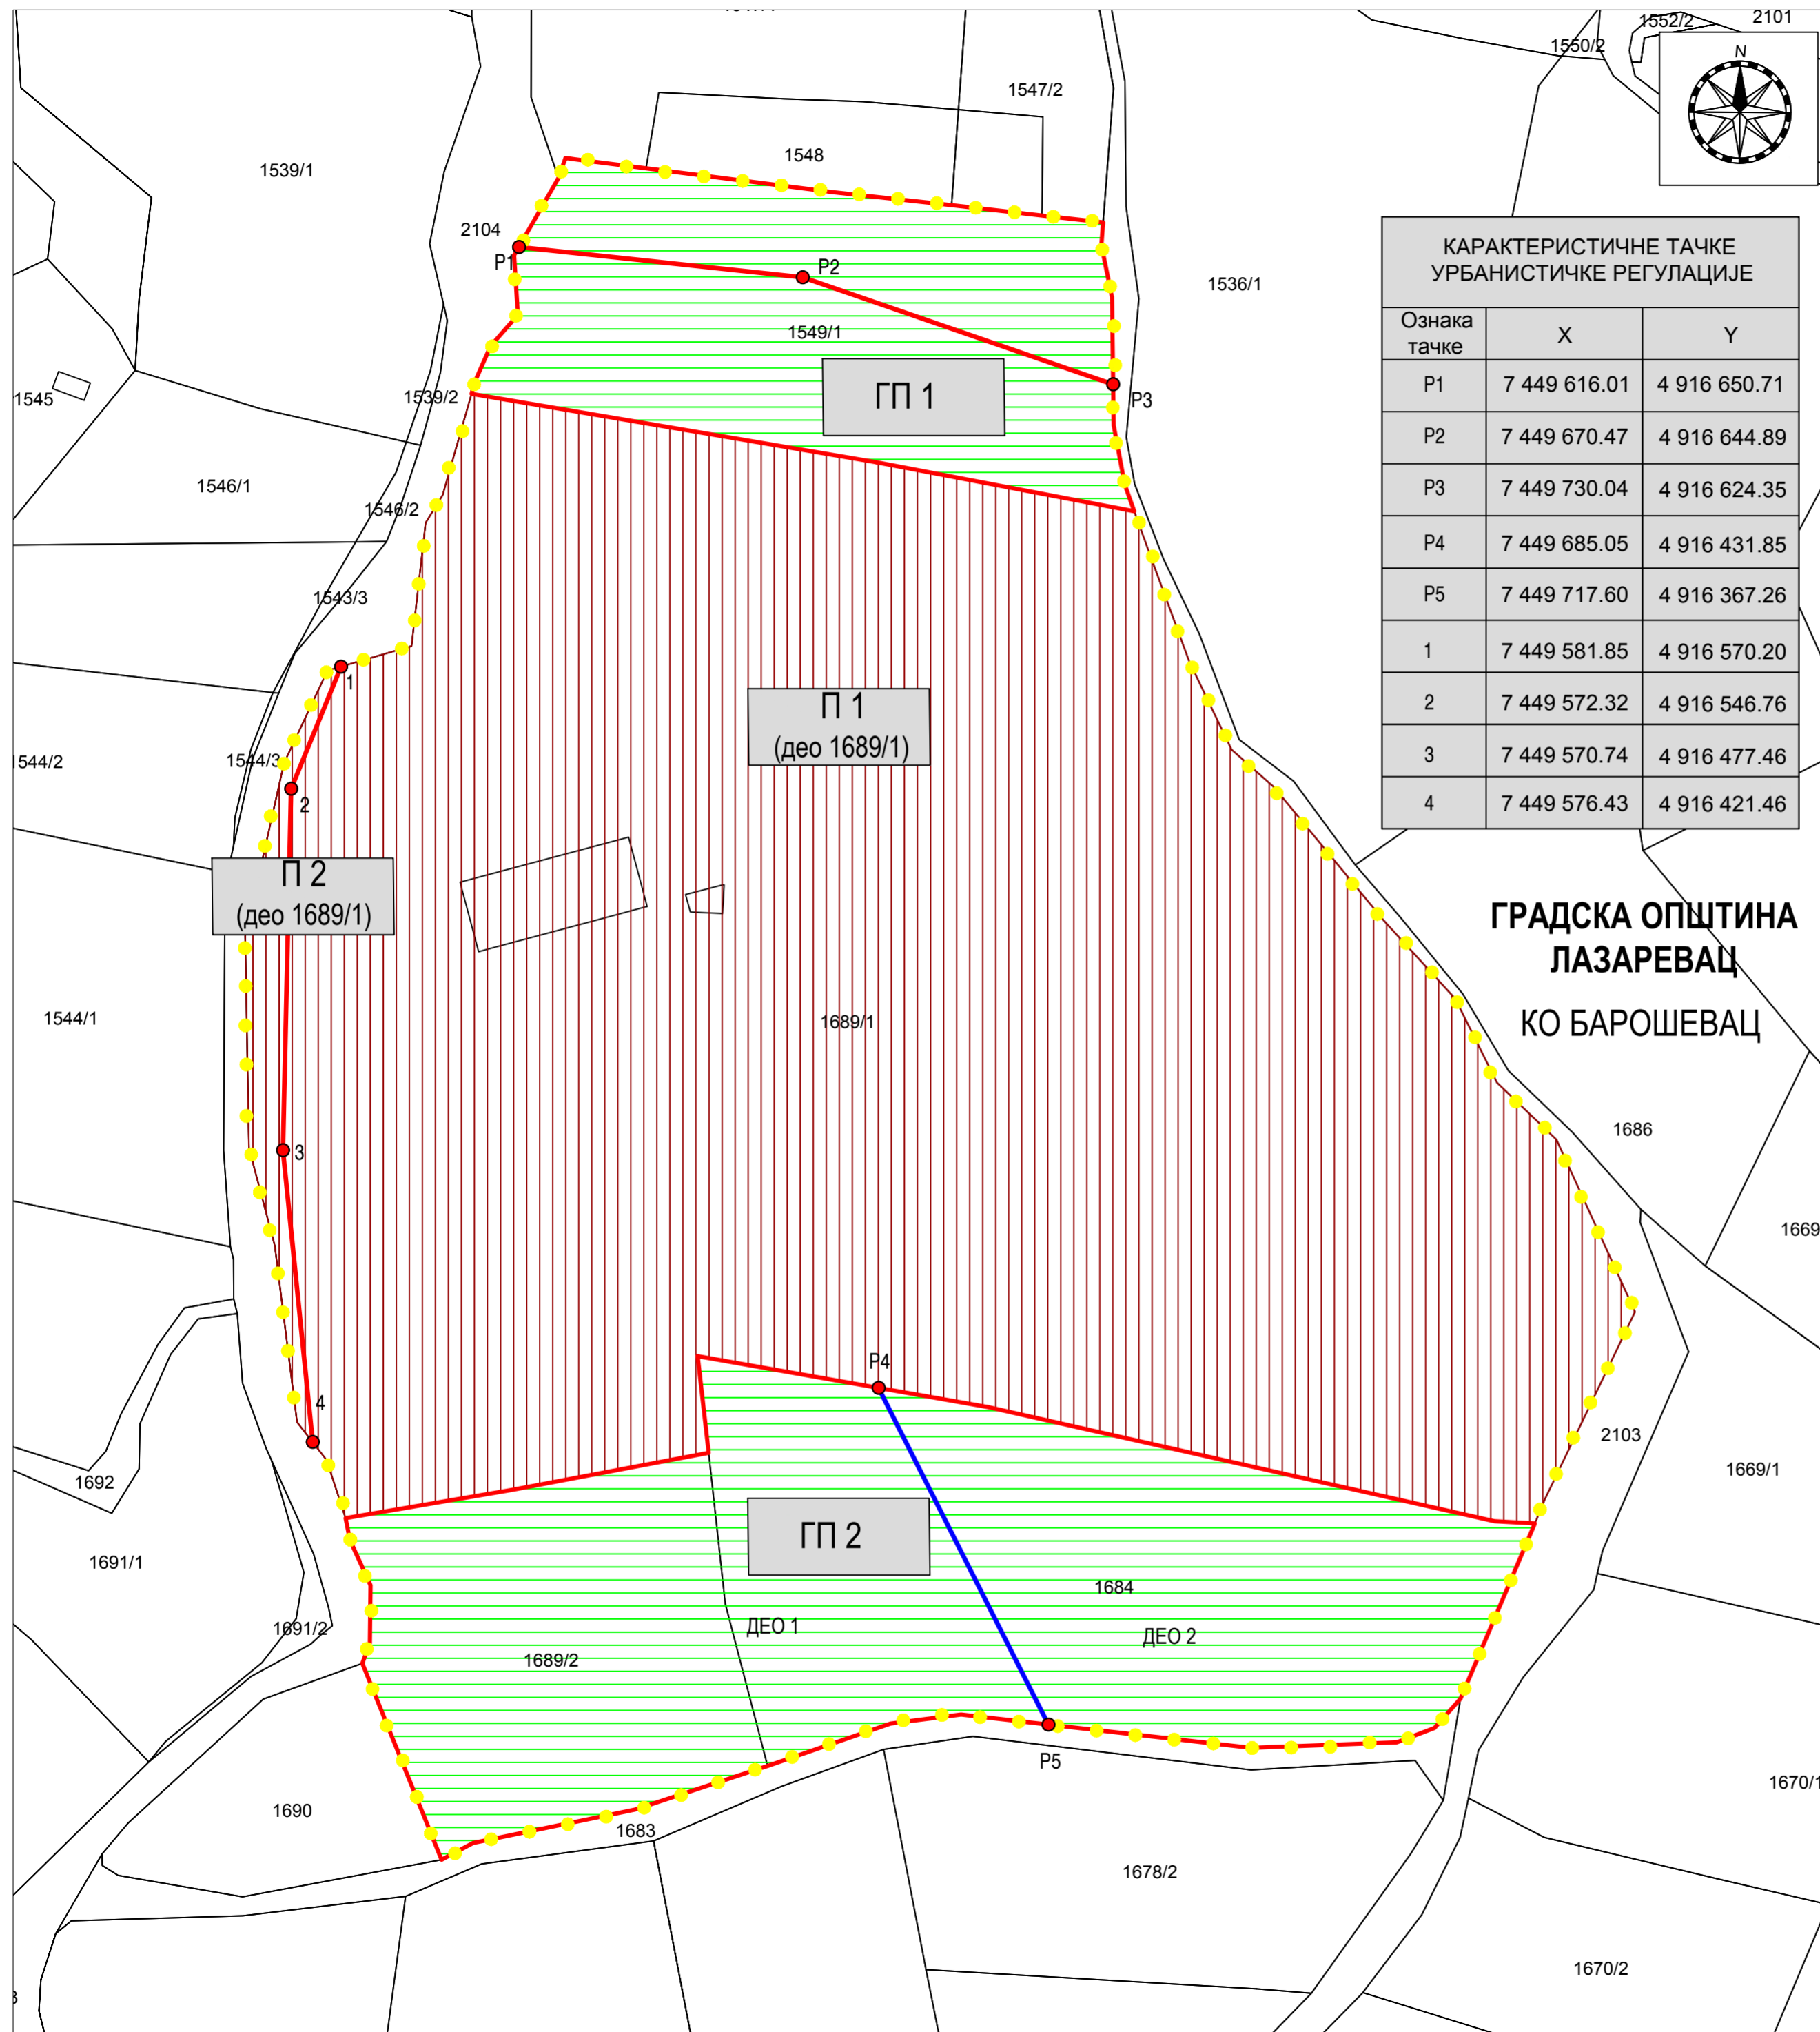 1552/2
2101
1550/2
N
1547/2
1548
1539/1
2104
P1
P2
1536/1
1549/1
ГП 1
P3
1545
1539/2
1546/1
1546/2
1543/3
1
П 1
(део 1689/1)
1544/2
1544/3
2
П 2
(део 1689/1)
1544/1
1689/1
3
КАРАКТЕРИСТИЧНЕ ТАЧКЕ
УРБАНИСТИЧКЕ РЕГУЛАЦИЈЕ
Ознака
тачке
X
Y
P1 7 449 616.01 4 916 650.71
P2 7 449 670.47 4 916 644.89
P3 7 449 730.04 4 916 624.35
P4 7 449 685.05 4 916 431.85
P5 7 449 717.60 4 916 367.26
1 7 449 581.85 4 916 570.20
2 7 449 572.32 4 916 546.76
3 7 449 570.74 4 916 477.46
4 7 449 576.43 4 916 421.46
ГРАДСКА ОПШТИНА
ЛАЗАРЕВАЦ
КО БАРОШЕВАЦ
1686
1669
P4
4
2103
1669/1
1692
ГП 2
1691/1
1684
1691/2
ДЕО 1
ДЕО 2
1689/2
P5
1670/1
1690
1683
1678/2
1670/2